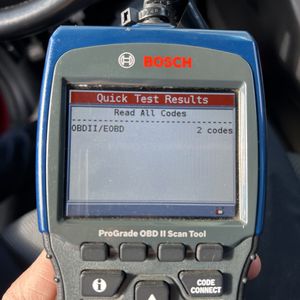 BOSCH
Quick Test Results
Read All Codes
OBDII/EOBD 2 codes
ProGrade OBD II Scan Tool
i
CODE
CONNECT